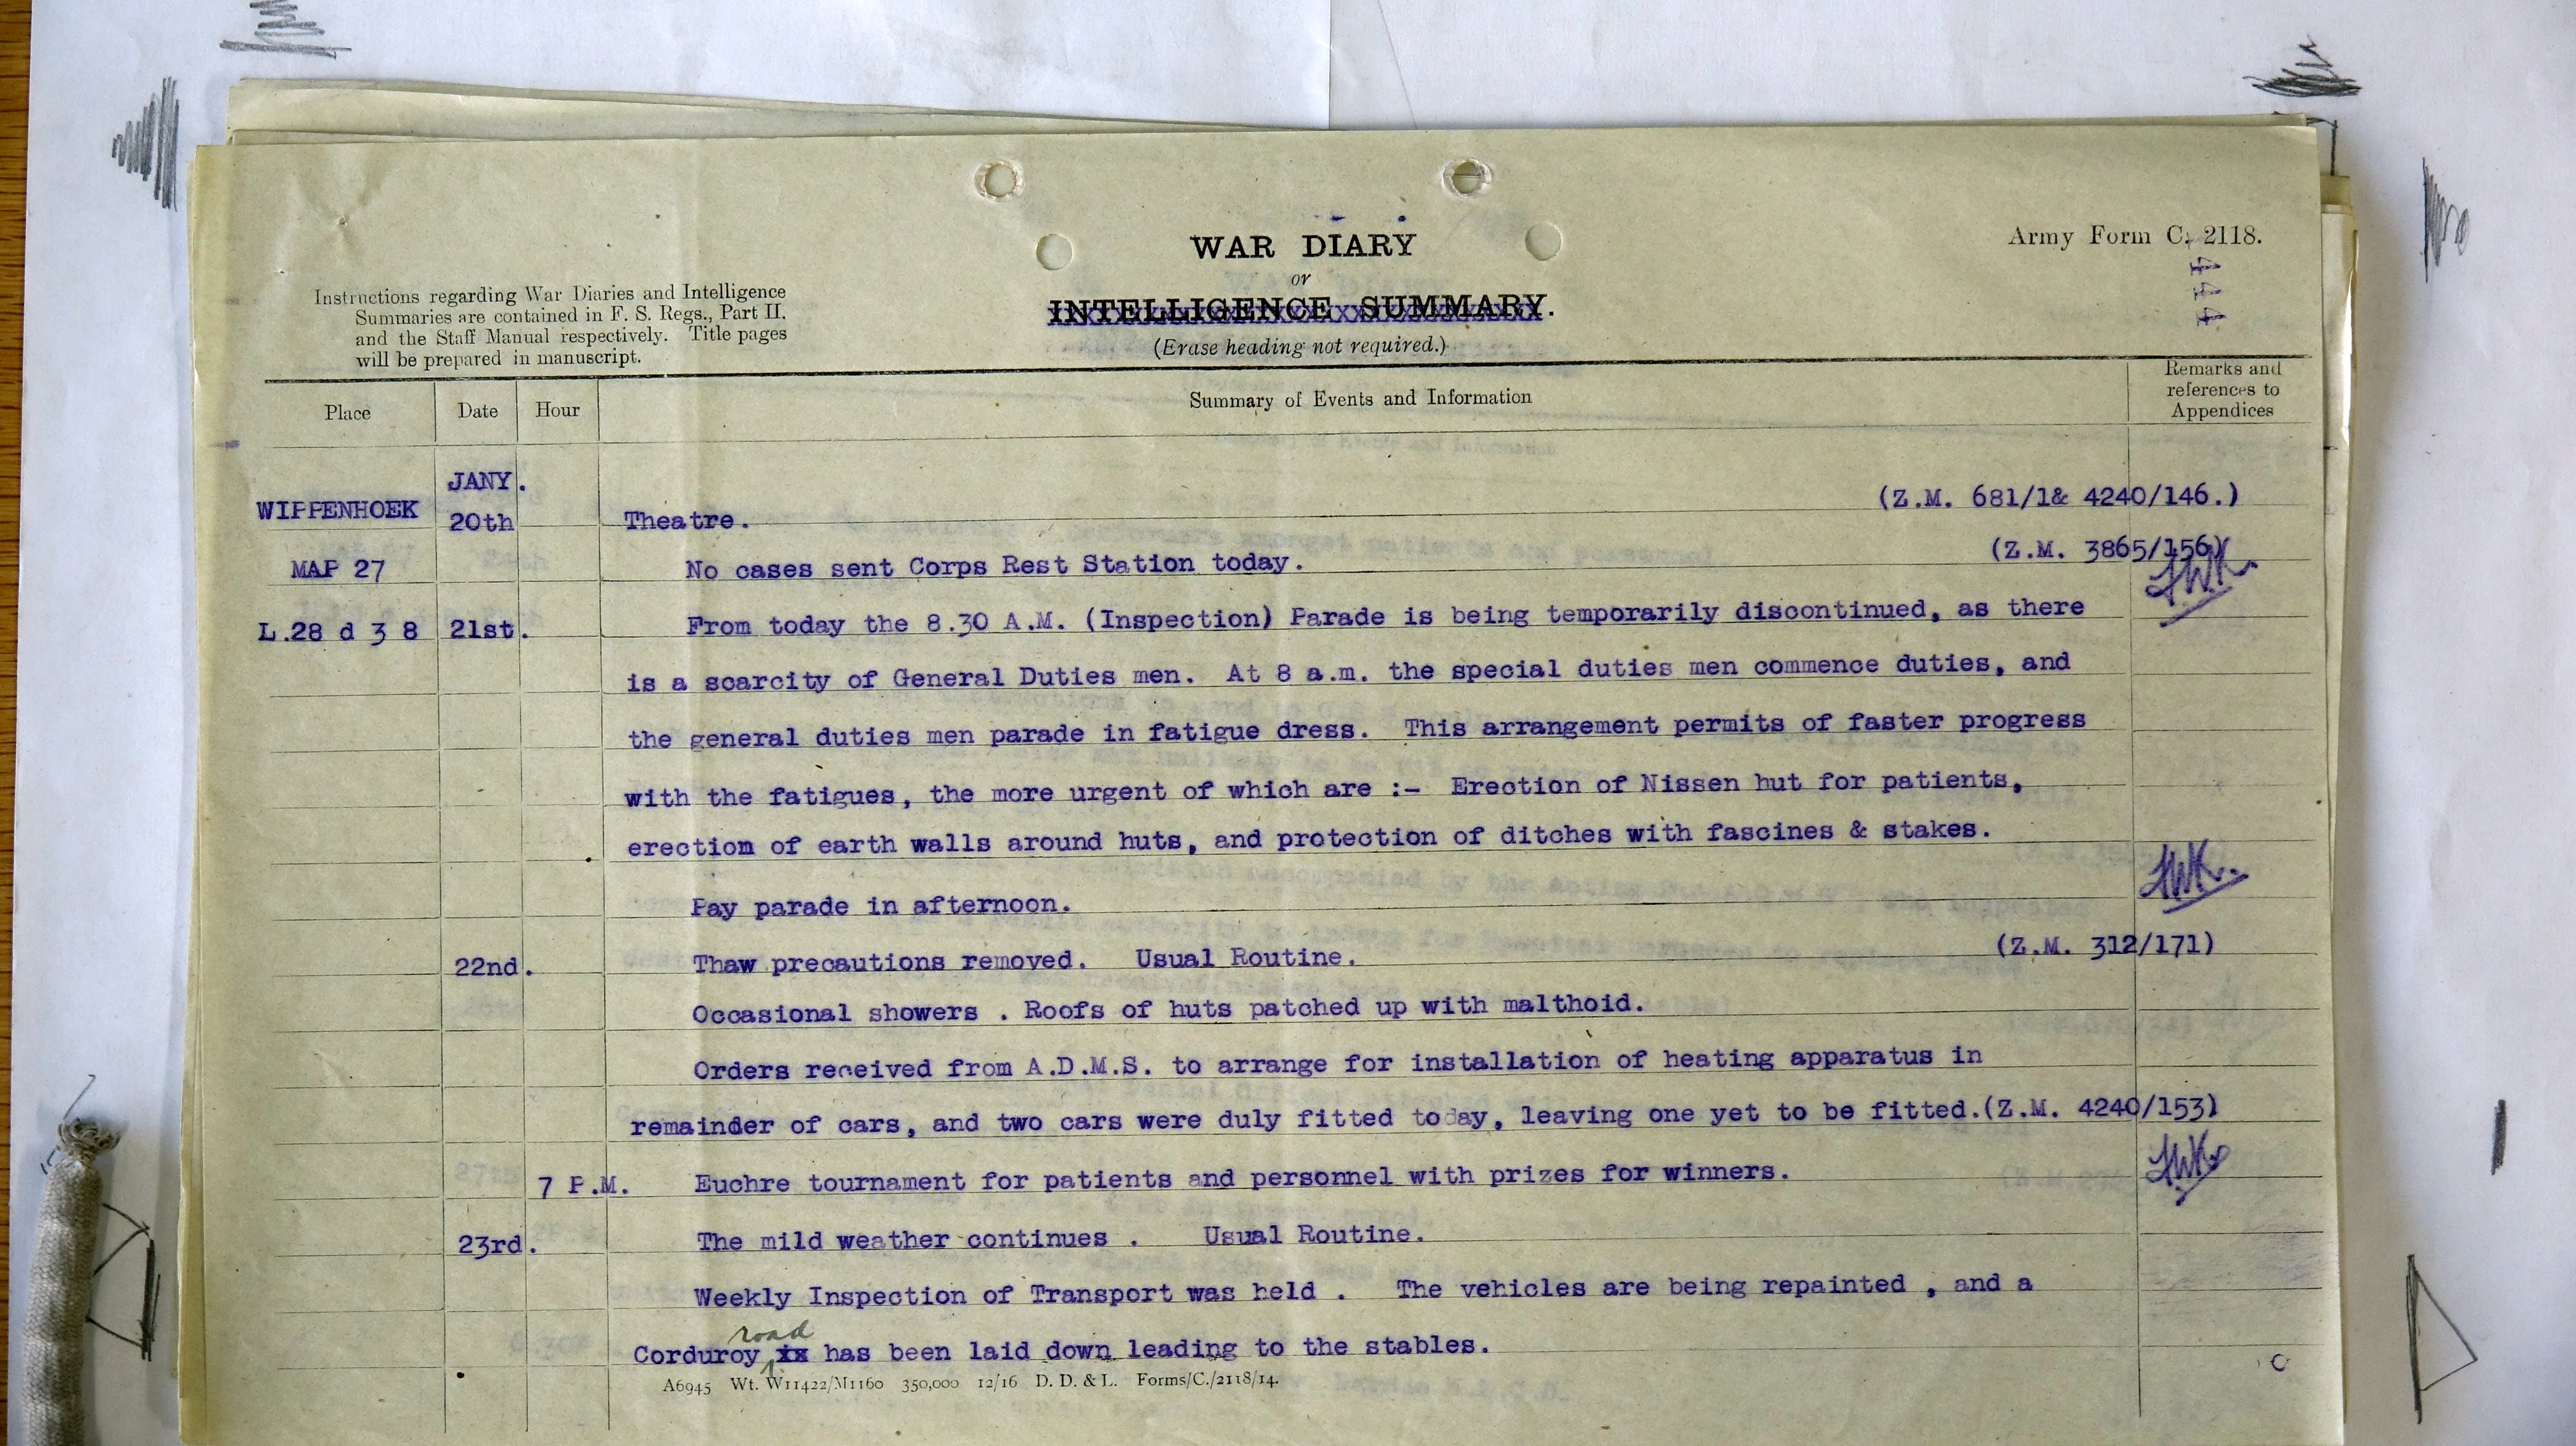 WAR DIARY
or
INTELLIGENCE SUMMARY.
(Erase heading not required.)
Army Form C. 2118.
444
Instructions regarding War Diaries and Intelligence
Summaries are contained in F. S. Regs., Part II.
and the Staff Manual respectively. Title pages
will be prepared in manuscript.
Place Date Hour Summary of Events and Information Remarks and references to Appendices
JANY. (Z.M. 681/1& 4240/146.)
WIPPENHOEK 20th Theatre.
(Z.M. 3865/156)
MAP 27 No cases sent Corps Rest Station today.
L.28 d 3 8 21st. From today the 8.30 A.M. (Inspection) Parade is being temporarily discontinued, as there
is a scarcity of General Duties men. At 8 a.m. the special duties men commence duties, and
the general duties men parade in fatigue dress. This arrangement permits of faster progress
with the fatigues, the more urgent of which are :- Erection of Nissen hut for patients,
erection of earth walls around huts, and protection of ditches with fascines & stakes.
Pay parade in afternoon.
22nd. Thaw precautions removed. Usual Routine. (Z.M. 312/171)
Occasional showers . Roofs of huts patched up with malthoid.
Orders received from A.D.M.S. to arrange for installation of heating apparatus in
remainder of cars, and two cars were duly fitted today, leaving one yet to be fitted.(Z.M. 4240/153)
7 P.M. Euchre tournament for patients and personnel with prizes for winners.
23rd. The mild weather continues . Usual Routine.
Weekly Inspection of Transport was held . The vehicles are being repainted , and a
Corduroy road has been laid down leading to the stables.
A6945 Wt. W11422/M1160 350,000 12/16 D. D. & L. Forms/C./2118/14.